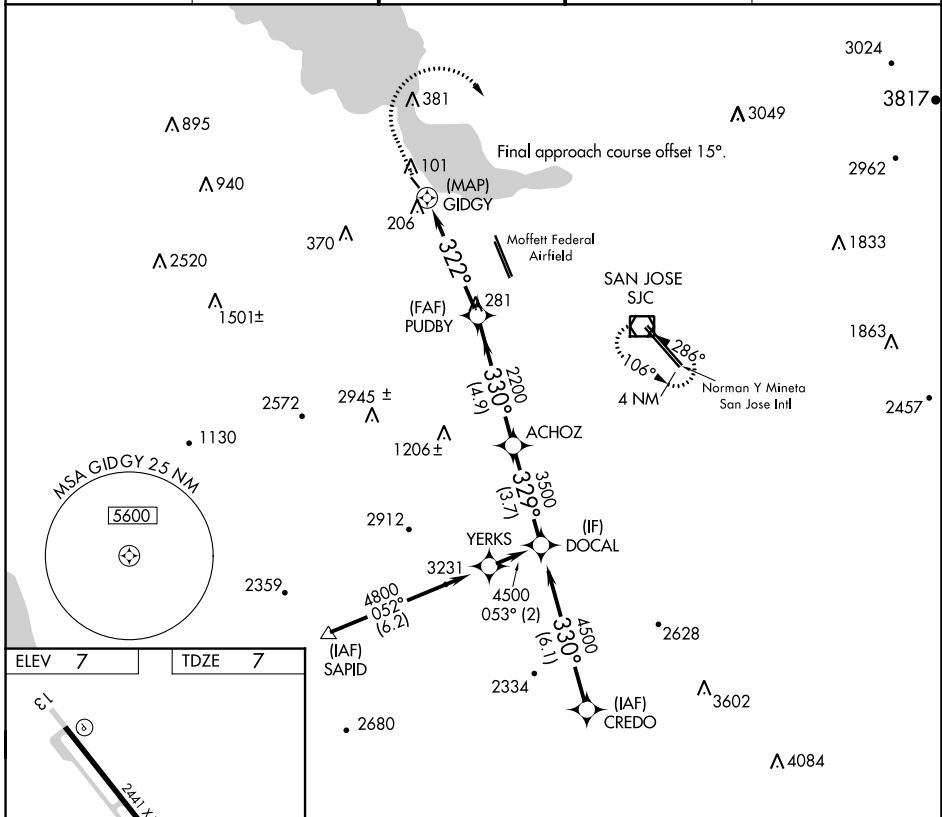 3024
3817
3049
381
895
Final approach course offset 15°.
2962
101
(MAP)
GIDGY
940
206
370
Moffett Federal
Airfield
1833
322°
2520
SAN JOSE
SJC
1501±
281
(FAF)
PUDBY
286°
106°
4 NM
1863
Norman Y Mineta
San Jose Intl
2200
330°
(4.9)
2945 ±
2572
2457
1130
1206±
ACHOZ
MSA GIDGY 25 NM
5600
3500
329°
(3.7)
2912
(IF)
DOCAL
YERKS
3231
4500
053° (2)
2359
4800
052°
(6.2)
(IAF)
SAPID
4500
330°
(6.1)
2628
2334
3602
(IAF)
CREDO
2680
4084
ELEV 7
TDZE 7
13
P
2441 X